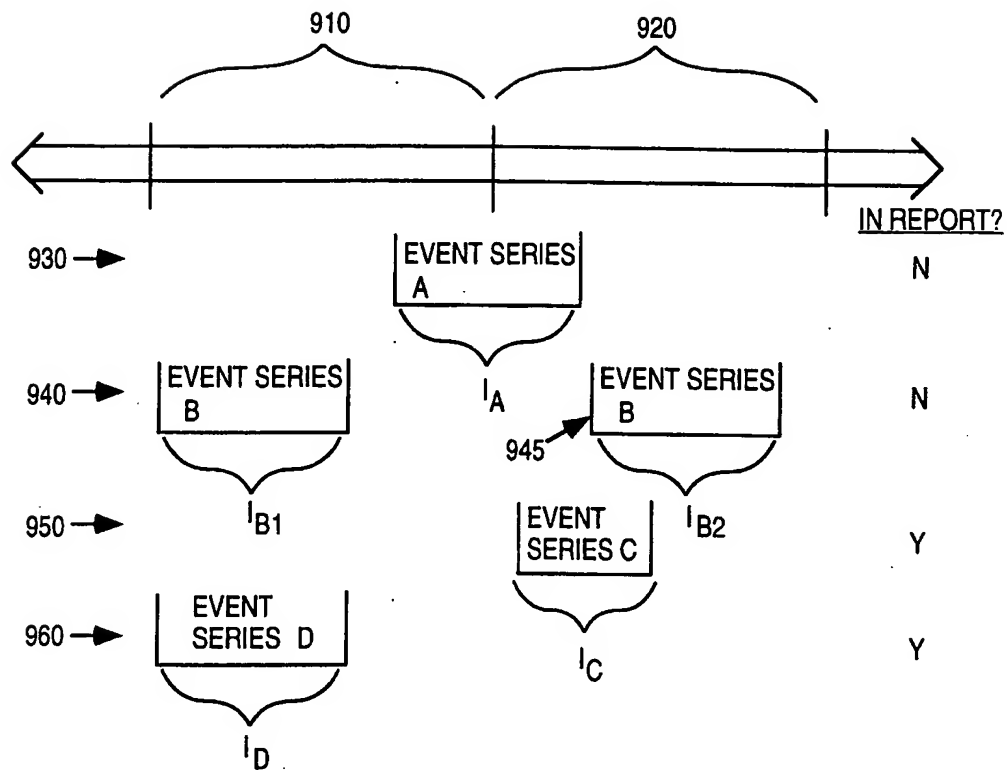 910
920
IN REPORT?
930
EVENT SERIES
A
N
I_A
940
EVENT SERIES
B
945
EVENT SERIES
B
N
I_B1
I_B2
950
EVENT
SERIES C
Y
I_C
960
EVENT
SERIES D
Y
I_D